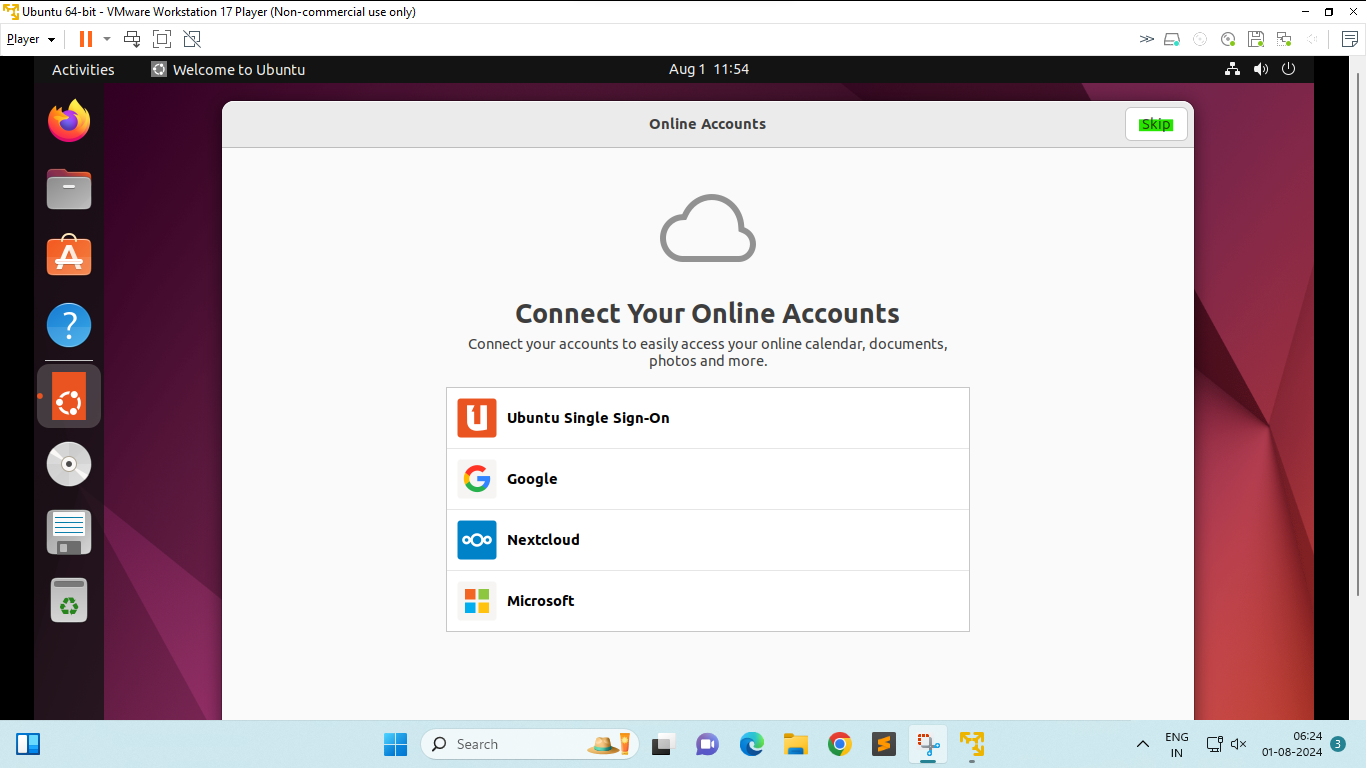 Ubuntu 64-bit - VMware Workstation 17 Player (Non-commercial use only)
Player
Activities
Welcome to Ubuntu
Aug 1 11:54
Online Accounts
Skip
Connect Your Online Accounts
Connect your accounts to easily access your online calendar, documents,
photos and more.
Ubuntu Single Sign-On
Google
Nextcloud
Microsoft
Search
ENG
IN
06:24
01-08-2024
3